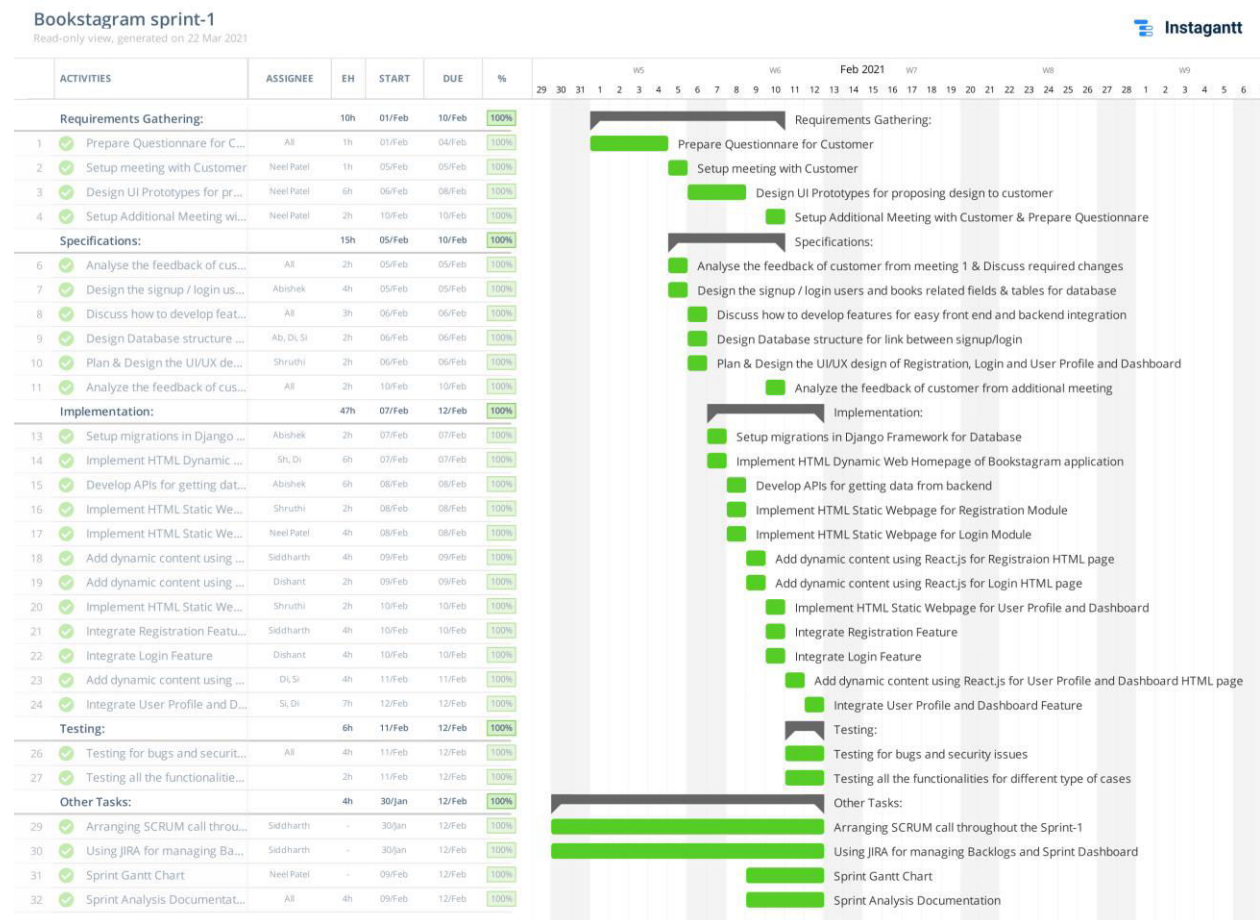 Bookstagram sprint-1
Read-only view, generated on 22 Mar 2021
Instagantt
ACTIVITIES ASSIGNEE EH START DUE %
W5 W6 Feb 2021 W7 W8 W9
29 30 31 1 2 3 4 5 6 7 8 9 10 11 12 13 14 15 16 17 18 19 20 21 22 23 24 25 26 27 28 1 2 3 4 5 6
Requirements Gathering: 10h 01/Feb 10/Feb 100% Requirements Gathering:
1 Prepare Questionnare for C... All 1h 01/Feb 04/Feb 100% Prepare Questionnare for Customer
2 Setup meeting with Customer Neel Patel 1h 05/Feb 05/Feb 100% Setup meeting with Customer
3 Design UI Prototypes for pr... Neel Patel 6h 06/Feb 08/Feb 100% Design UI Prototypes for proposing design to customer
4 Setup Additional Meeting wi... Neel Patel 2h 10/Feb 10/Feb 100% Setup Additional Meeting with Customer & Prepare Questionnare
Specifications: 15h 05/Feb 10/Feb 100% Specifications:
6 Analyse the feedback of cus... All 2h 05/Feb 05/Feb 100% Analyse the feedback of customer from meeting 1 & Discuss required changes
7 Design the signup / login us... Abishek 4h 05/Feb 05/Feb 100% Design the signup / login users and books related fields & tables for database
8 Discuss how to develop feat... All 3h 06/Feb 06/Feb 100% Discuss how to develop features for easy front end and backend integration
9 Design Database structure ... Ab, Di, Si 2h 06/Feb 06/Feb 100% Design Database structure for link between signup/login
10 Plan & Design the UI/UX de... Shruthi 2h 06/Feb 06/Feb 100% Plan & Design the UI/UX design of Registration, Login and User Profile and Dashboard
11 Analyze the feedback of cus... All 2h 10/Feb 10/Feb 100% Analyze the feedback of customer from additional meeting
Implementation: 47h 07/Feb 12/Feb 100% Implementation:
13 Setup migrations in Django ... Abishek 2h 07/Feb 07/Feb 100% Setup migrations in Django Framework for Database
14 Implement HTML Dynamic ... Sh, Di 6h 07/Feb 07/Feb 100% Implement HTML Dynamic Web Homepage of Bookstagram application
15 Develop APIs for getting dat... Abishek 6h 08/Feb 08/Feb 100% Develop APIs for getting data from backend
16 Implement HTML Static We... Shruthi 2h 08/Feb 08/Feb 100% Implement HTML Static Webpage for Registration Module
17 Implement HTML Static We... Neel Patel 4h 08/Feb 08/Feb 100% Implement HTML Static Webpage for Login Module
18 Add dynamic content using ... Siddharth 4h 09/Feb 09/Feb 100% Add dynamic content using React.js for Registraion HTML page
19 Add dynamic content using ... Dishant 2h 09/Feb 09/Feb 100% Add dynamic content using React.js for Login HTML page
20 Implement HTML Static We... Shruthi 2h 10/Feb 10/Feb 100% Implement HTML Static Webpage for User Profile and Dashboard
21 Integrate Registration Featu... Siddharth 4h 10/Feb 10/Feb 100% Integrate Registration Feature
22 Integrate Login Feature Dishant 4h 10/Feb 10/Feb 100% Integrate Login Feature
23 Add dynamic content using ... Di, Si 4h 11/Feb 11/Feb 100% Add dynamic content using React.js for User Profile and Dashboard HTML page
24 Integrate User Profile and D... Si, Di 7h 12/Feb 12/Feb 100% Integrate User Profile and Dashboard Feature
Testing: 6h 11/Feb 12/Feb 100% Testing:
26 Testing for bugs and securit... All 4h 11/Feb 12/Feb 100% Testing for bugs and security issues
27 Testing all the functionalitie... 2h 11/Feb 12/Feb 100% Testing all the functionalities for different type of cases
Other Tasks: 4h 30/Jan 12/Feb 100% Other Tasks:
29 Arranging SCRUM call throu... Siddharth - 30/Jan 12/Feb 100% Arranging SCRUM call throughout the Sprint-1
30 Using JIRA for managing Ba... Siddharth - 30/Jan 12/Feb 100% Using JIRA for managing Backlogs and Sprint Dashboard
31 Sprint Gantt Chart Neel Patel - 09/Feb 12/Feb 100% Sprint Gantt Chart
32 Sprint Analysis Documentat... All 4h 09/Feb 12/Feb 100% Sprint Analysis Documentation